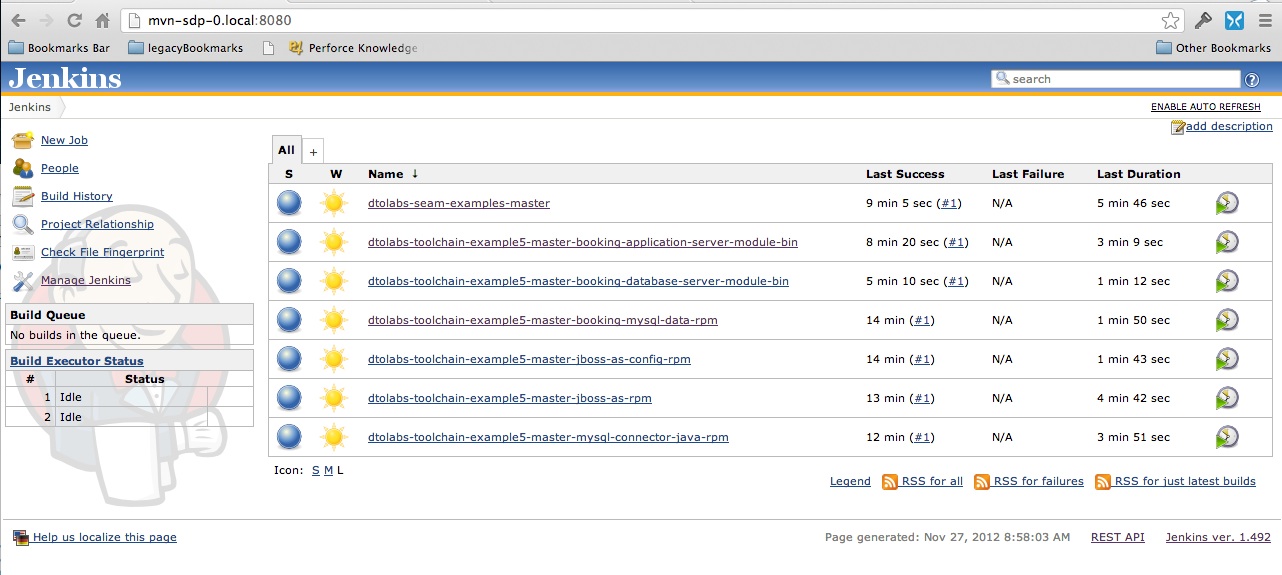 mvn-sdp-0.local:8080
Bookmarks Bar legacyBookmarks Perforce Knowledge Other Bookmarks
Jenkins search
Jenkins ENABLE AUTO REFRESH
add description
New Job
People
Build History
Project Relationship
Check File Fingerprint
Manage Jenkins
Build Queue
No builds in the queue.
Build Executor Status
# Status
1 Idle
2 Idle
All +
S W Name ↓ Last Success Last Failure Last Duration
dtolabs-seam-examples-master 9 min 5 sec (#1) N/A 5 min 46 sec
dtolabs-toolchain-example5-master-booking-application-server-module-bin 8 min 20 sec (#1) N/A 3 min 9 sec
dtolabs-toolchain-example5-master-booking-database-server-module-bin 5 min 10 sec (#1) N/A 1 min 12 sec
dtolabs-toolchain-example5-master-booking-mysql-data-rpm 14 min (#1) N/A 1 min 50 sec
dtolabs-toolchain-example5-master-jboss-as-config-rpm 14 min (#1) N/A 1 min 43 sec
dtolabs-toolchain-example5-master-jboss-as-rpm 13 min (#1) N/A 4 min 42 sec
dtolabs-toolchain-example5-master-mysql-connector-java-rpm 12 min (#1) N/A 3 min 51 sec
Icon: S M L
Legend RSS for all RSS for failures RSS for just latest builds
Help us localize this page Page generated: Nov 27, 2012 8:58:03 AM REST API Jenkins ver. 1.492